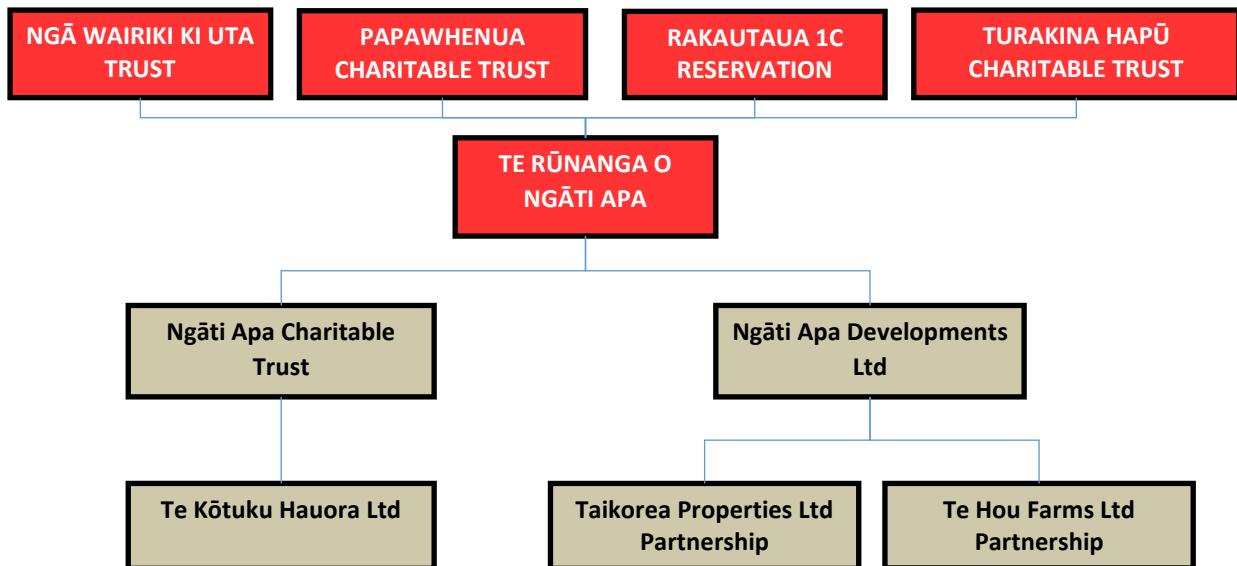 NGĀ WAIRIKI KI UTA
TRUST
PAPAWHENUA
CHARITABLE TRUST
RAKAUTAUA 1C
RESERVATION
TURAKINA HAPŪ
CHARITABLE TRUST
TE RŪNANGA O
NGĀTI APA
Ngāti Apa Charitable
Trust
Ngāti Apa Developments
Ltd
Te Kōtuku Hauora Ltd
Taikorea Properties Ltd
Partnership
Te Hou Farms Ltd
Partnership